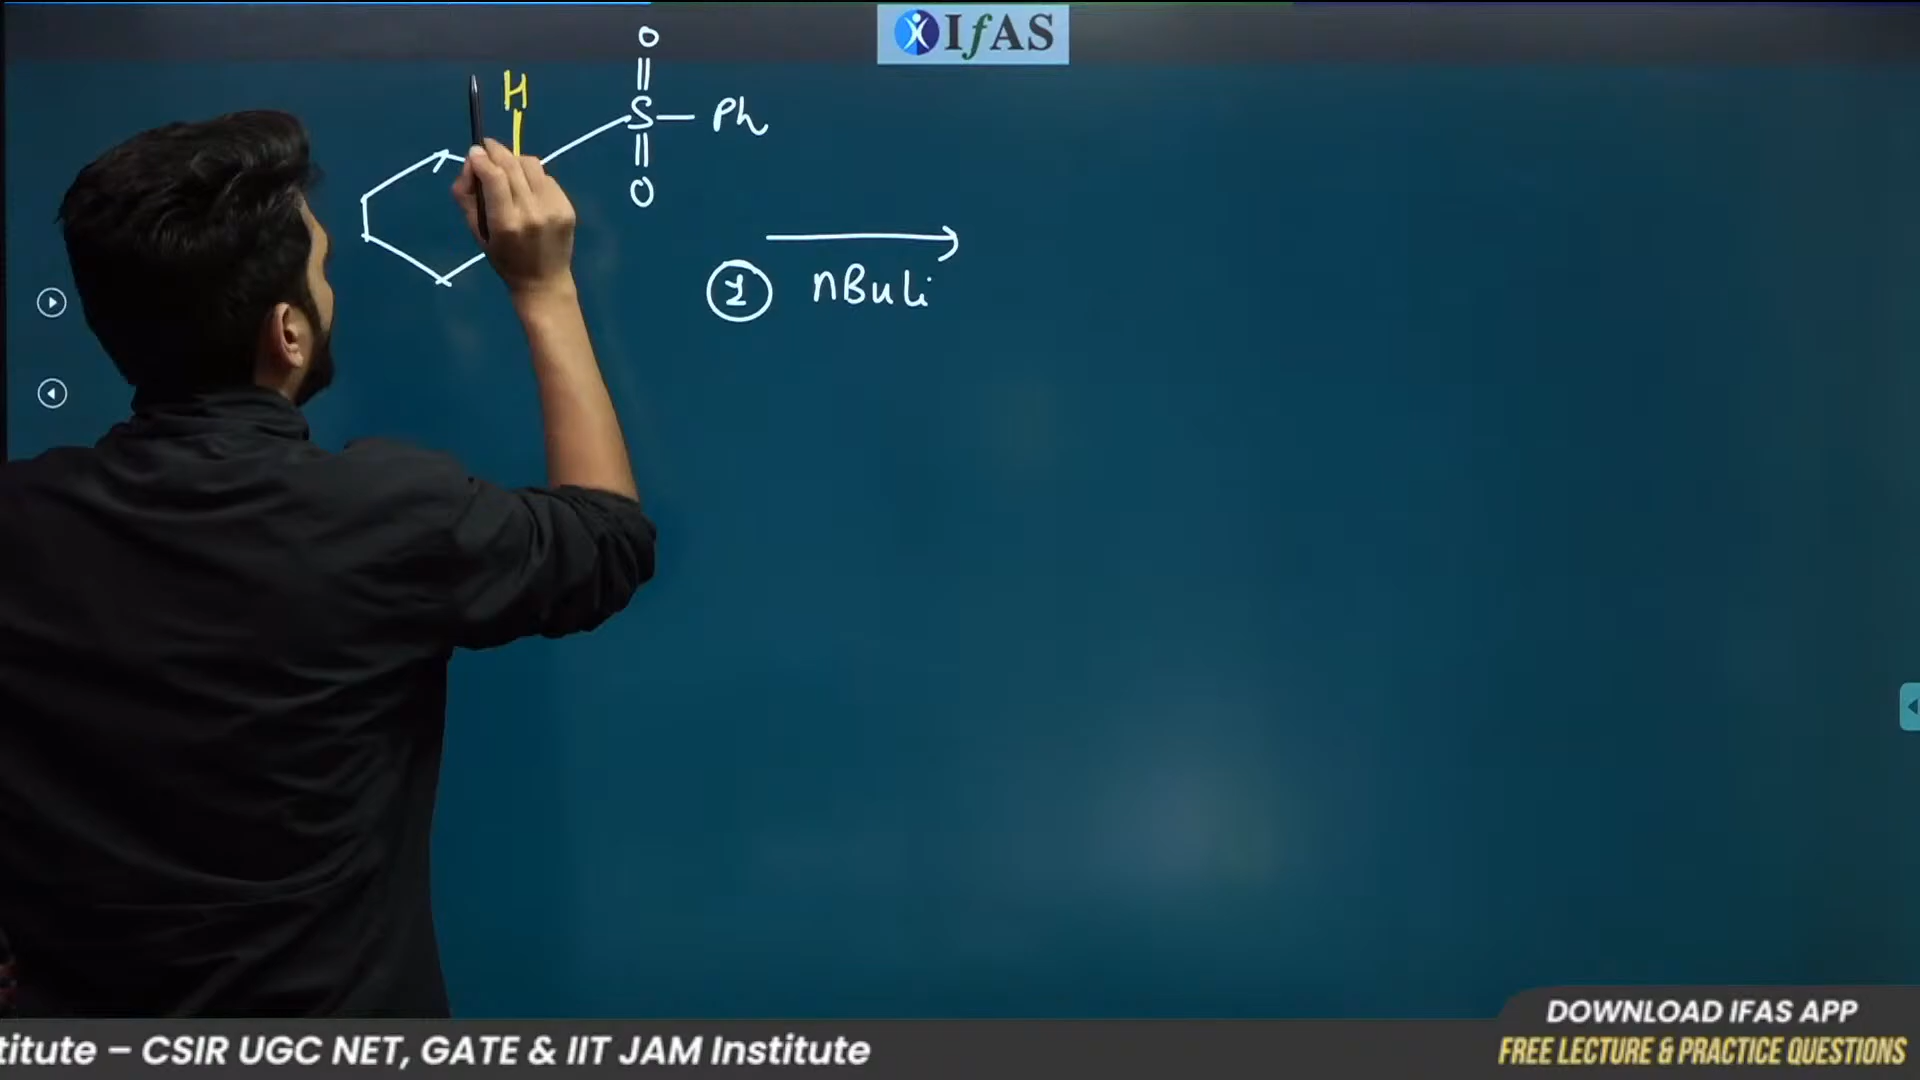 IfAS
O
H
S Ph
O
1 nBuLi
DOWNLOAD IFAS APP
titute – CSIR UGC NET, GATE & IIT JAM Institute
FREE LECTURE & PRACTICE QUESTIONS